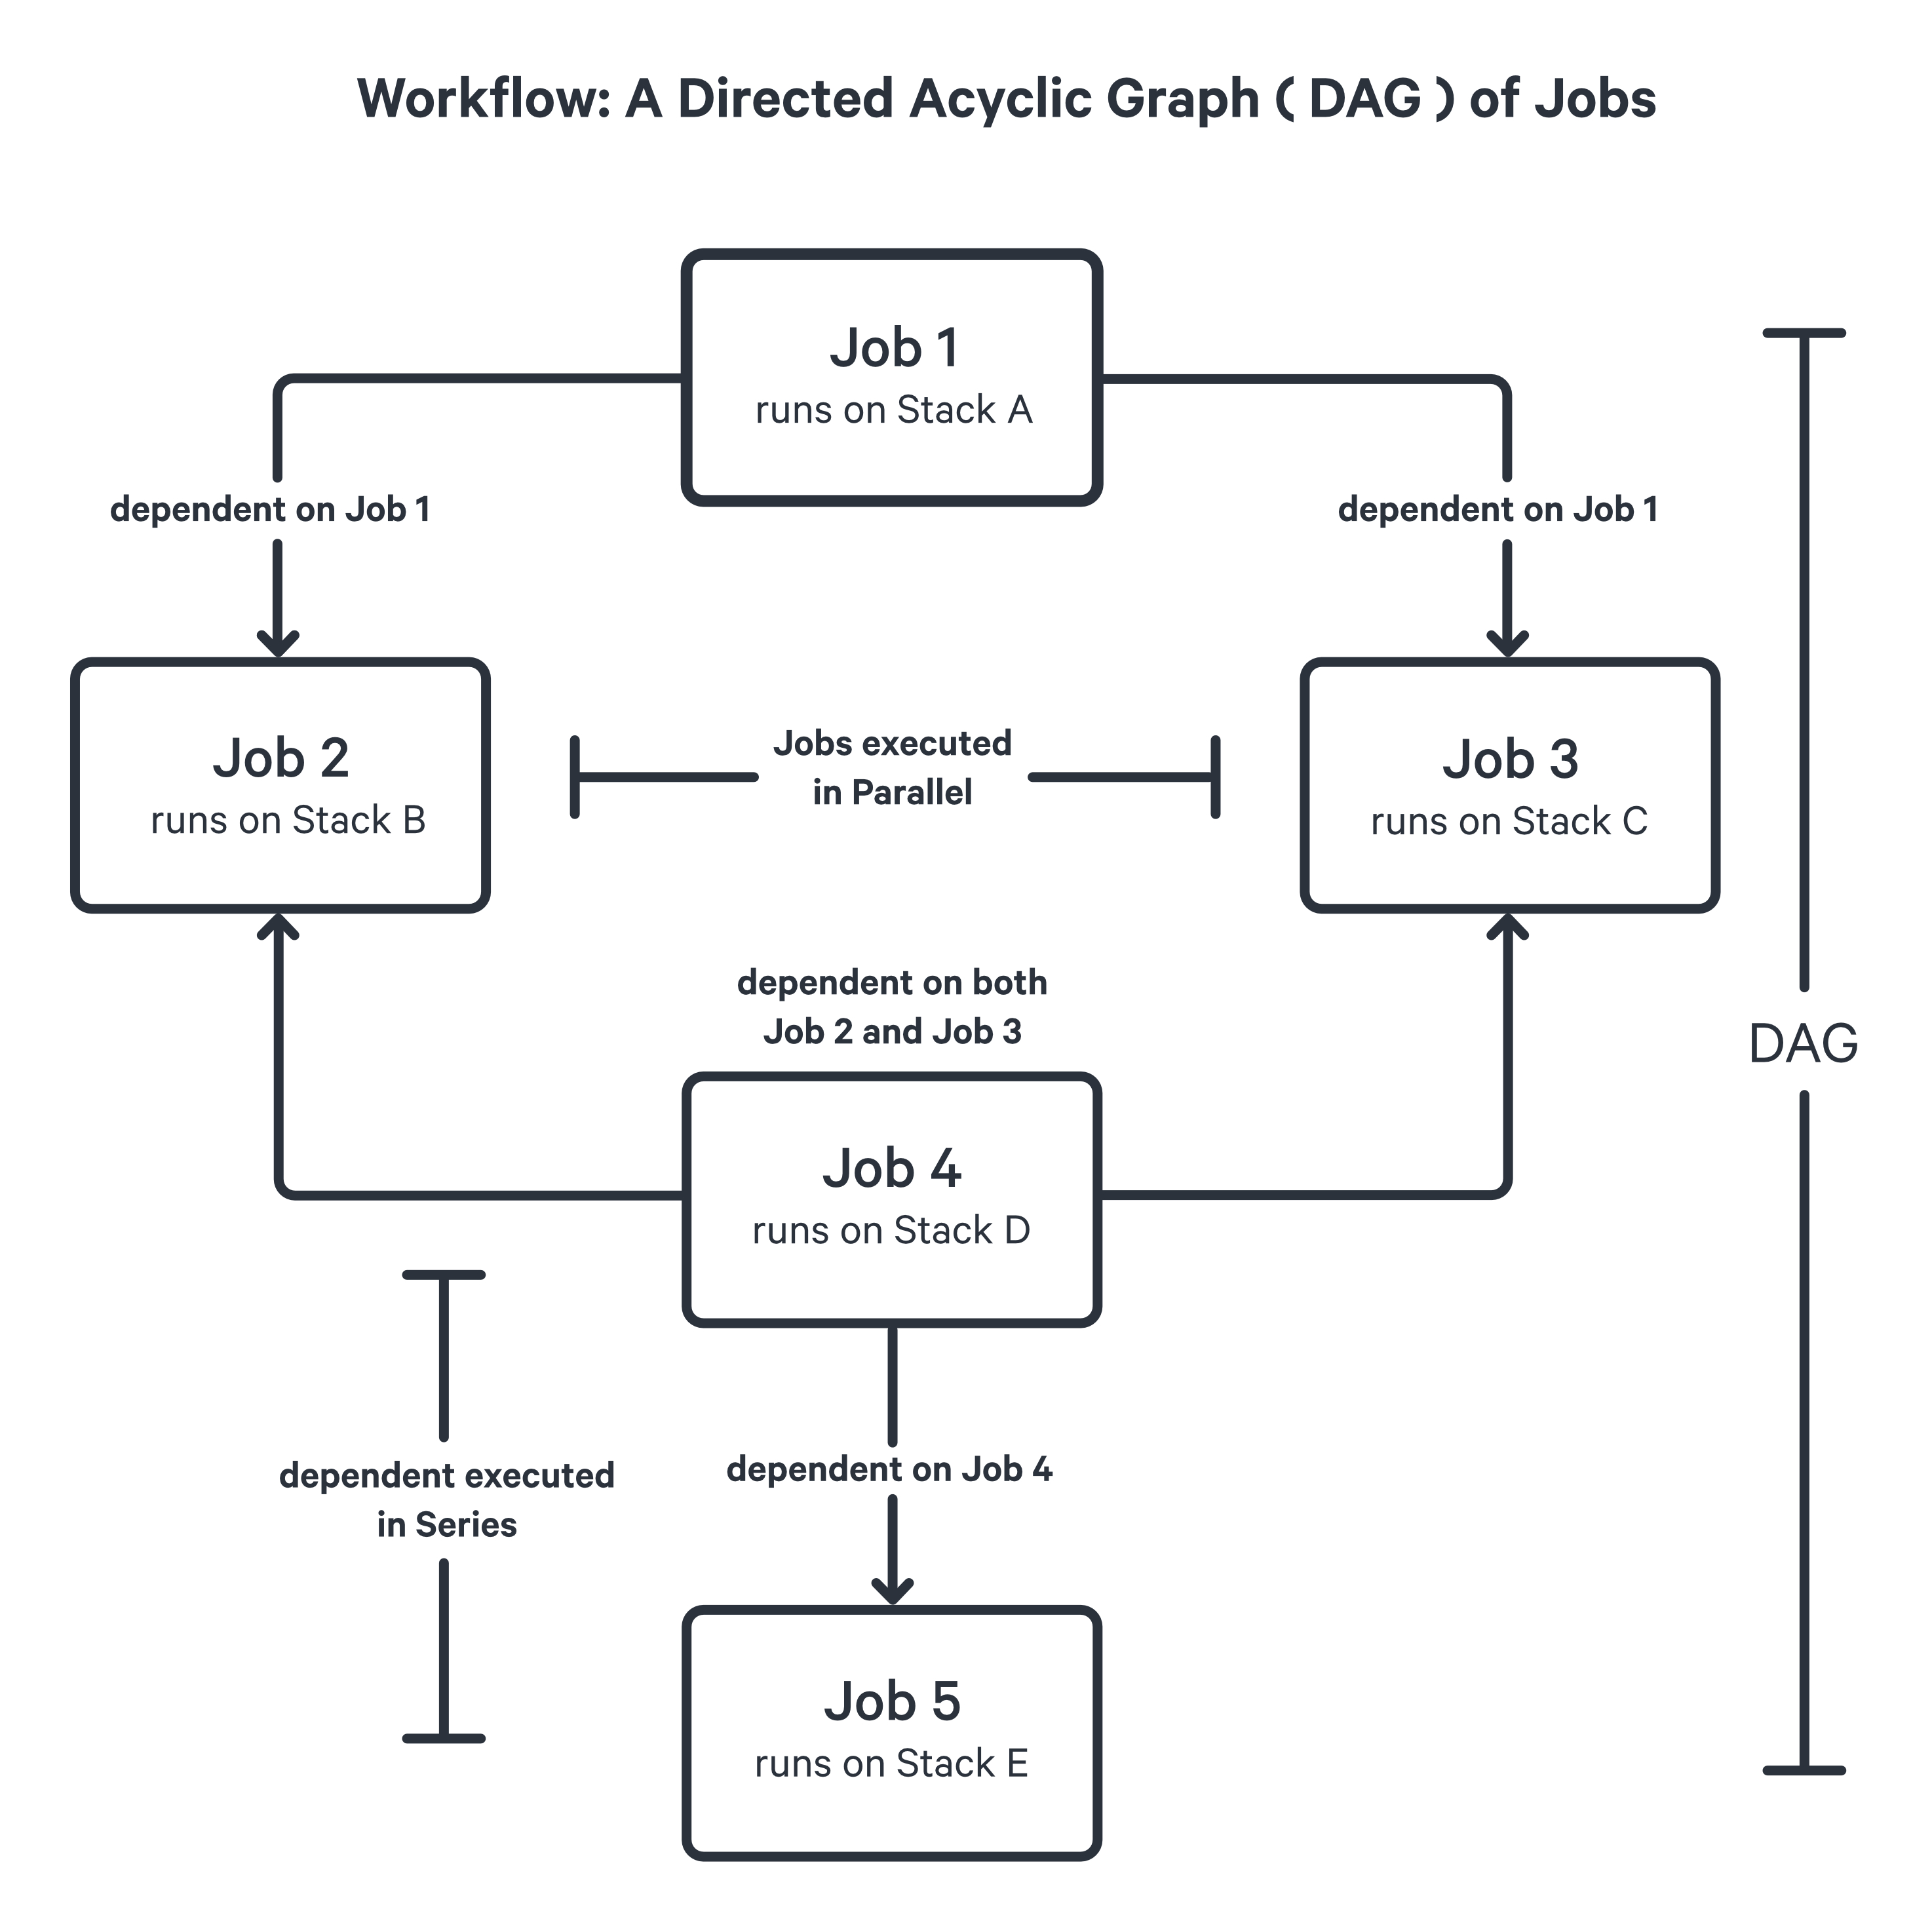 Workflow: A Directed Acyclic Graph ( DAG ) of Jobs
Job 1
runs on Stack A
dependent on Job 1
dependent on Job 1
Job 2
runs on Stack B
Jobs executed
in Parallel
Job 3
runs on Stack C
dependent on both
Job 2 and Job 3
DAG
Job 4
runs on Stack D
dependent executed
in Series
dependent on Job 4
Job 5
runs on Stack E